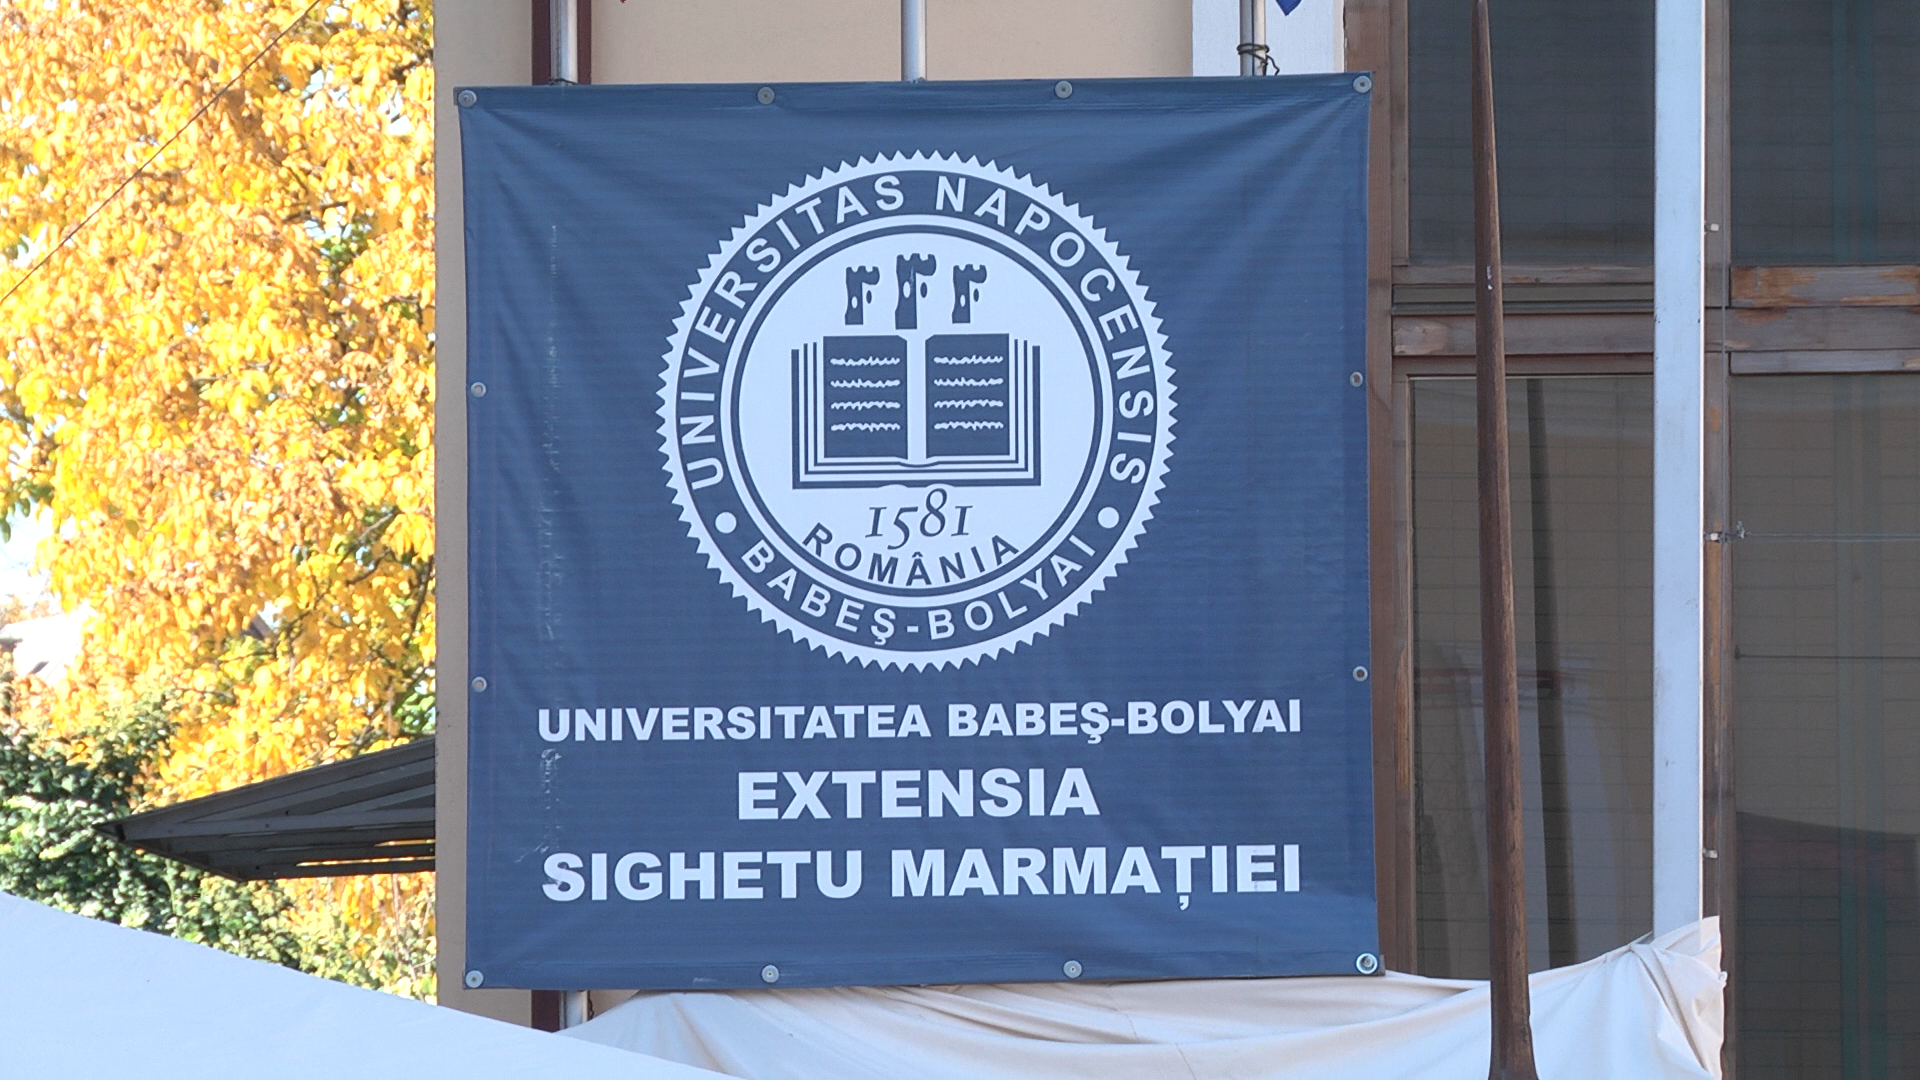 UNIVERSITAS NAPOCENSIS
1581
ROMÂNIA
BABEŞ-BOLYAI
UNIVERSITATEA BABEŞ-BOLYAI
EXTENSIA
SIGHETU MARMAŢIEI